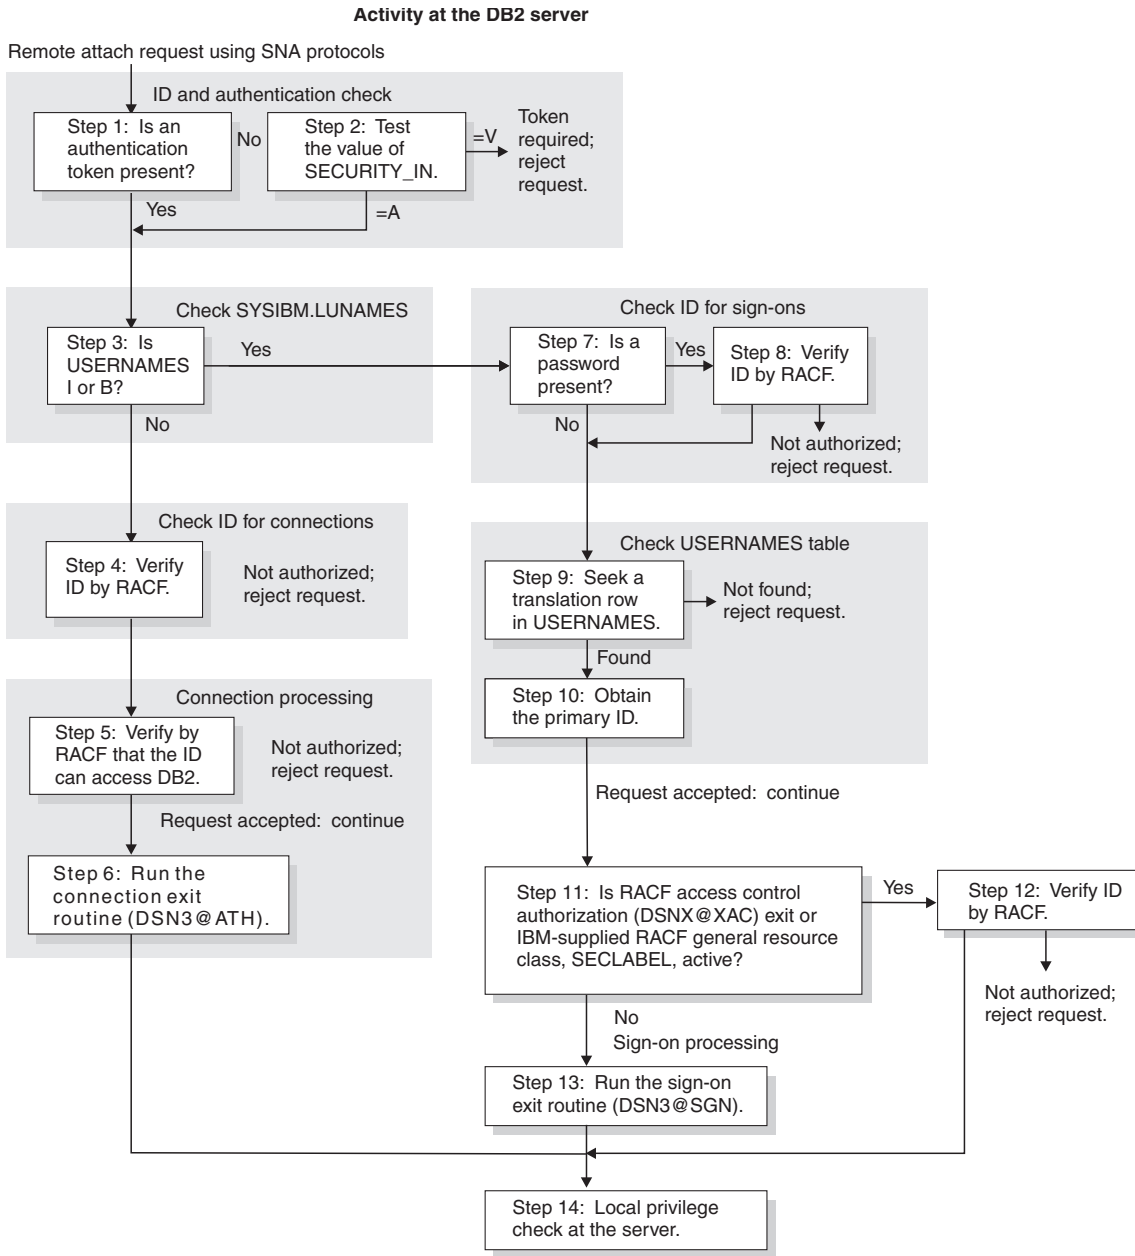 Activity at the DB2 server
Remote attach request using SNA protocols
ID and authentication check
Step 1: Is an
authentication
token present?
No
Step 2: Test
the value of
SECURITY_IN.
=V
Token
required;
reject
request.
Yes
=A
Check SYSIBM.LUNAMES
Step 3: Is
USERNAMES
I or B?
Yes
No
Check ID for sign-ons
Step 7: Is a
password
present?
Yes
Step 8: Verify
ID by RACF.
No
Not authorized;
reject request.
Check ID for connections
Step 4: Verify
ID by RACF.
Not authorized;
reject request.
Check USERNAMES table
Step 9: Seek a
translation row
in USERNAMES.
Not found;
reject request.
Found
Step 10: Obtain
the primary ID.
Connection processing
Step 5: Verify by
RACF that the ID
can access DB2.
Not authorized;
reject request.
Request accepted: continue
Request accepted: continue
Step 6: Run the
connection exit
routine (DSN3@ATH).
Step 11: Is RACF access control
authorization (DSNX@XAC) exit or
IBM-supplied RACF general resource
class, SECLABEL, active?
Yes
Step 12: Verify ID
by RACF.
Not authorized;
reject request.
No
Sign-on processing
Step 13: Run the sign-on
exit routine (DSN3@SGN).
Step 14: Local privilege
check at the server.